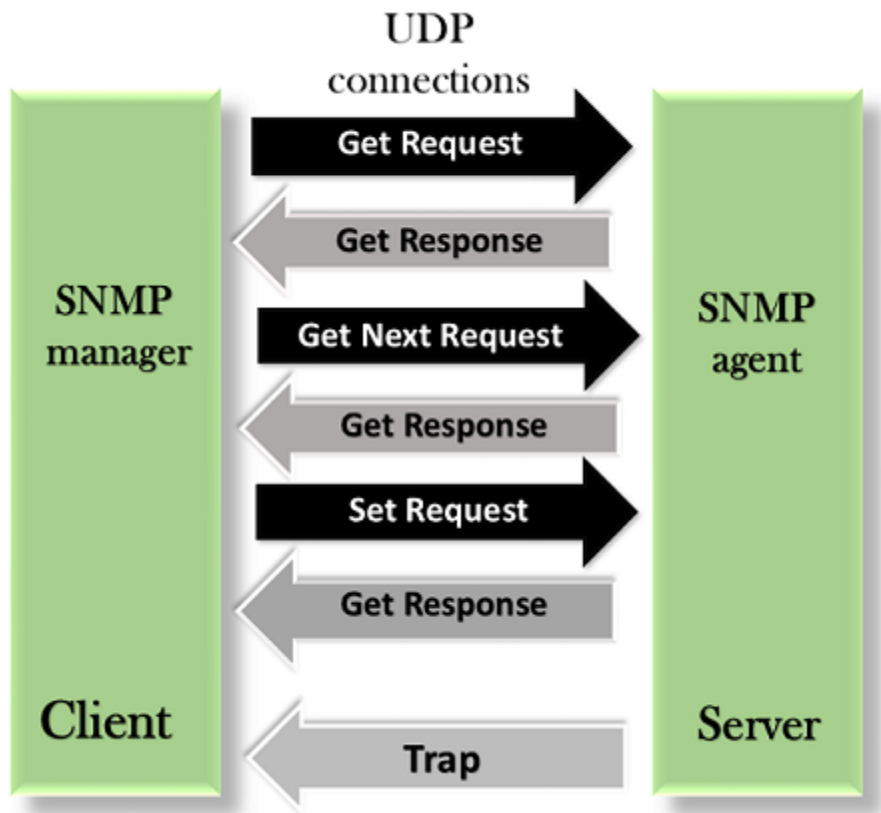 UDP
connections
Get Request
Get Response
SNMP
manager
Get Next Request
SNMP
agent
Get Response
Set Request
Get Response
Client
Server
Trap